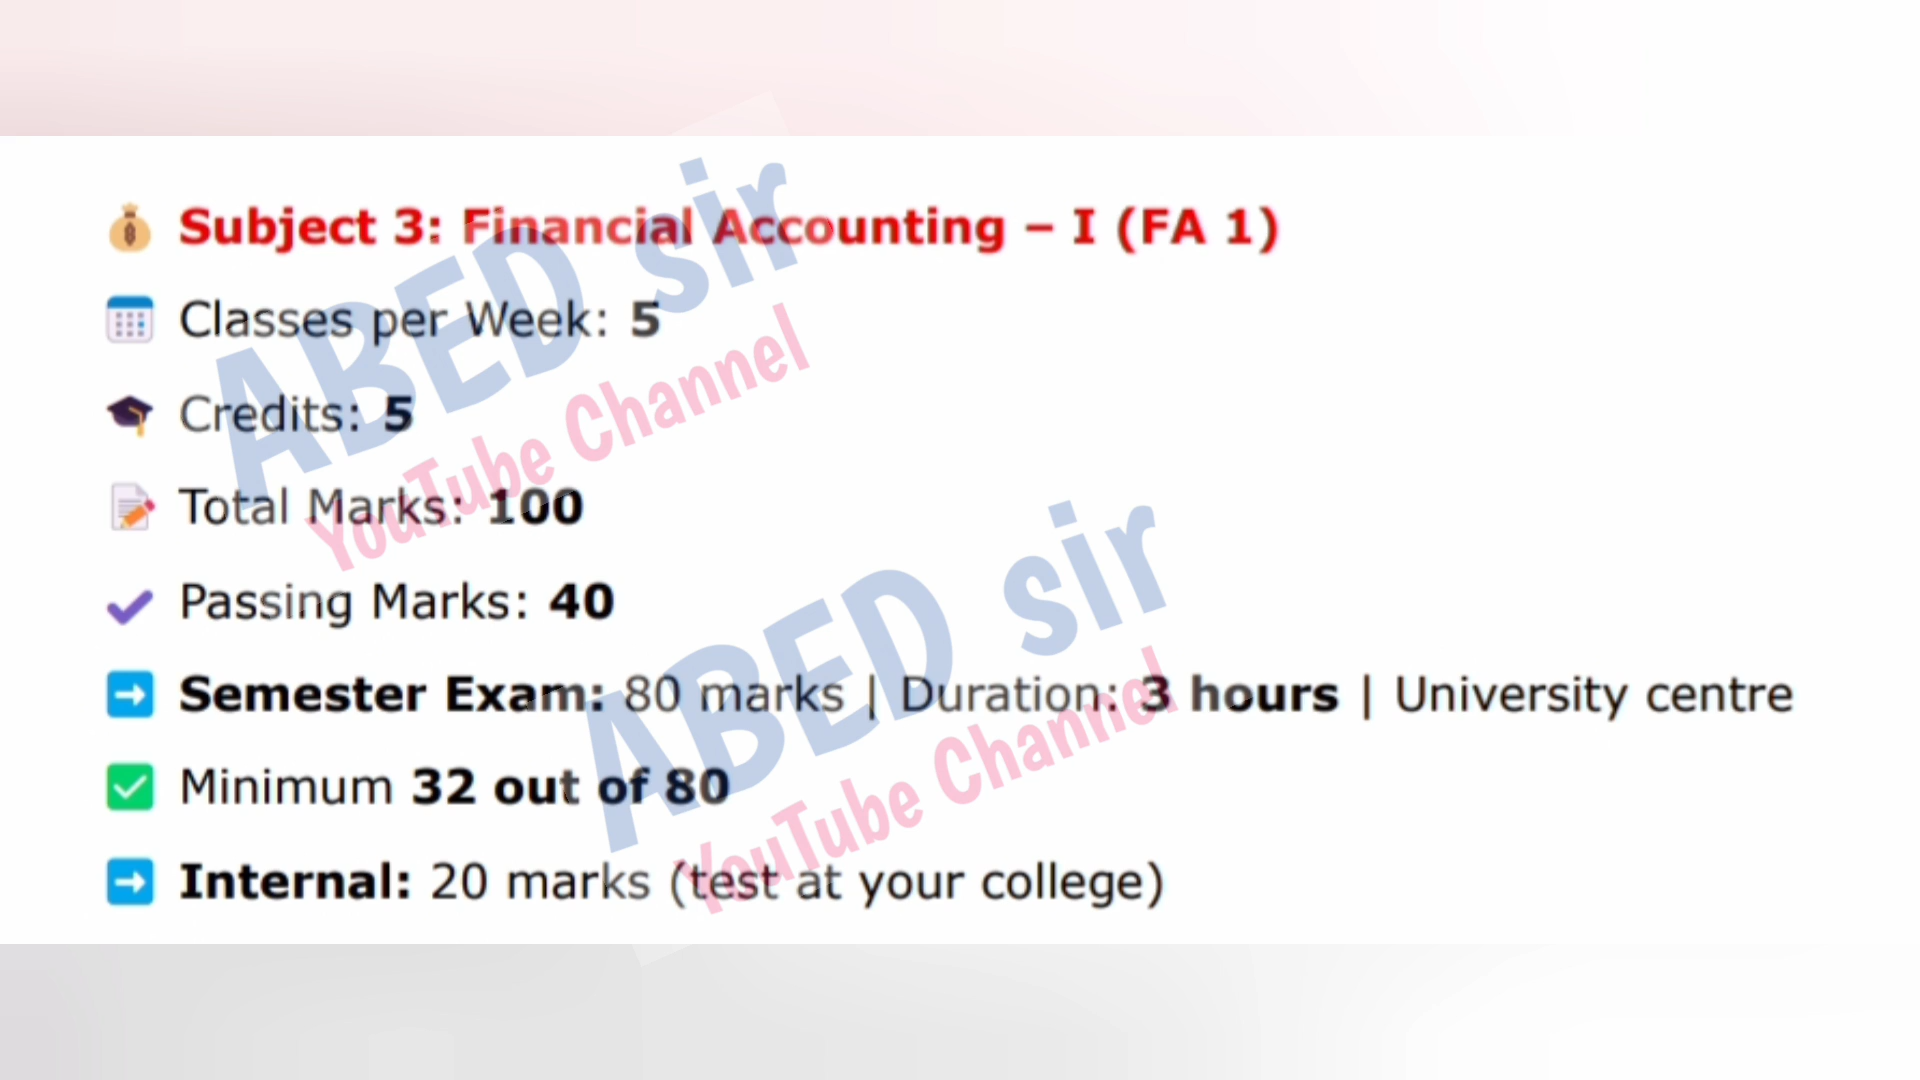 Subject 3: Financial Accounting – I (FA 1)
Classes per Week: 5
Credits: 5
Total Marks: 100
Passing Marks: 40
Semester Exam: 80 marks | Duration: 3 hours | University centre
Minimum 32 out of 80
Internal: 20 marks (test at your college)
ABED sir
YouTube Channel
ABED sir
YouTube Channel